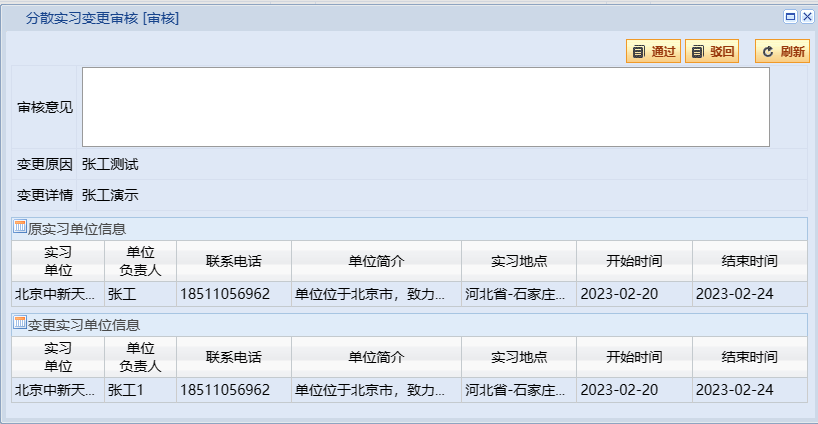 分散实习变更审核 [审核]
通过 驳回 刷新
审核意见
变更原因 张工测试
变更详情 张工演示
原实习单位信息
实习
单位
单位
负责人
联系电话 单位简介 实习地点 开始时间 结束时间
北京中新天... 张工 18511056962 单位位于北京市，致力... 河北省-石家庄... 2023-02-20 2023-02-24
变更实习单位信息
实习
单位
单位
负责人
联系电话 单位简介 实习地点 开始时间 结束时间
北京中新天... 张工1 18511056962 单位位于北京市，致力... 河北省-石家庄... 2023-02-20 2023-02-24